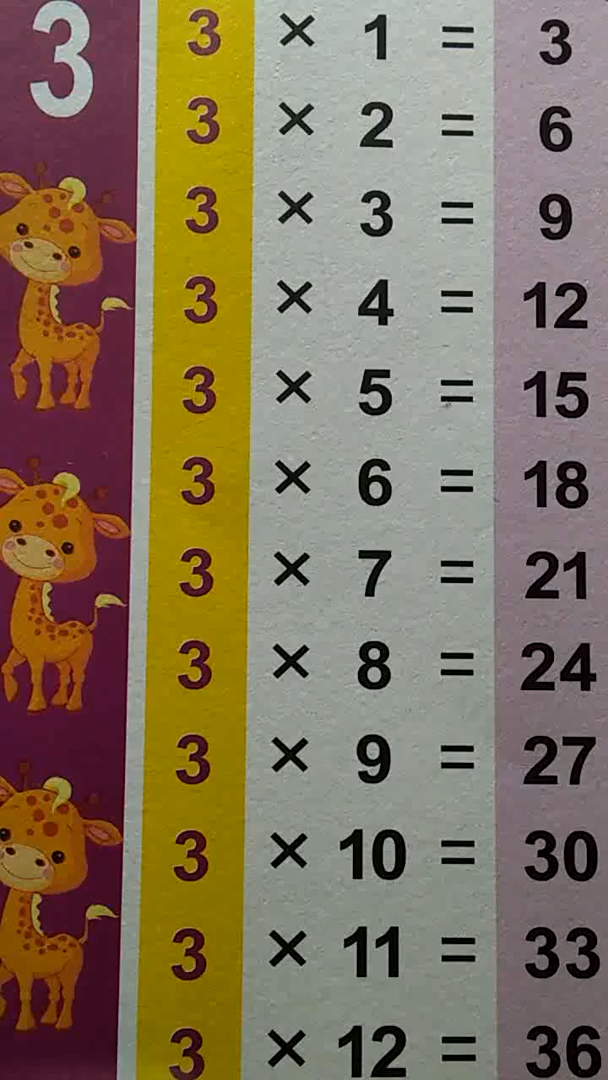 3
3 × 1 = 3
3 × 2 = 6
3 × 3 = 9
3 × 4 = 12
3 × 5 = 15
3 × 6 = 18
3 × 7 = 21
3 × 8 = 24
3 × 9 = 27
3 × 10 = 30
3 × 11 = 33
3 × 12 = 36